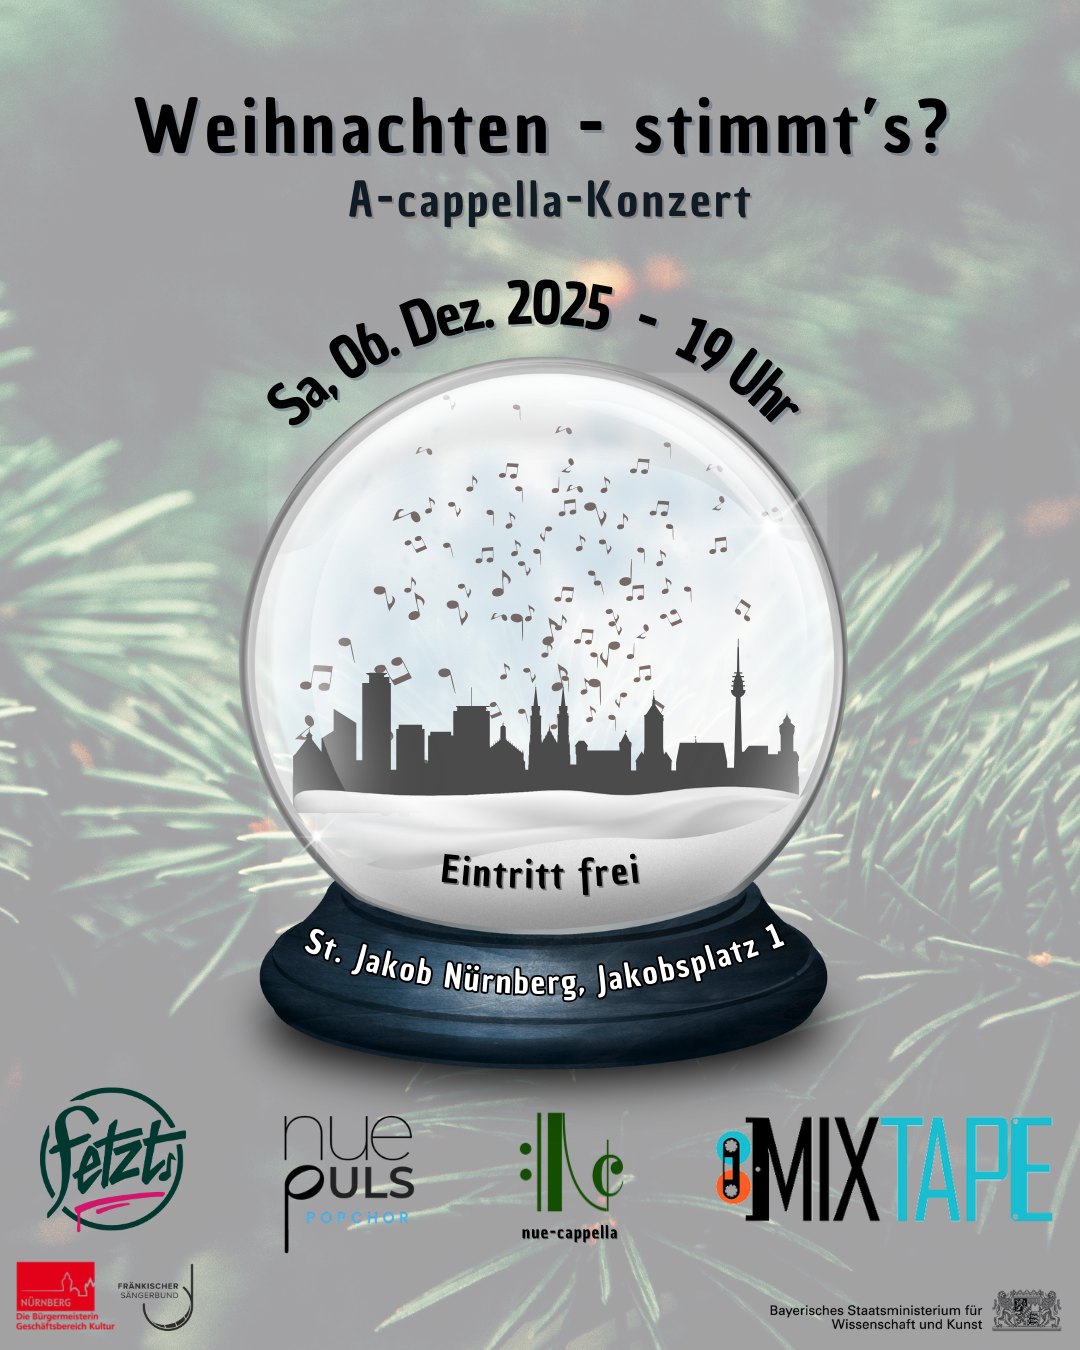 Weihnachten - stimmt's?
A-cappella-Konzert
Sa, 06. Dez. 2025 - 19 Uhr
Eintritt frei
St. Jakob Nürnberg, Jakobsplatz 1
fetzt's
nue
PULS
POPCHOR
nue-cappella
MIXTAPE
NÜRNBERG
Die Bürgermeisterin
Geschäftsbereich Kultur
FRÄNKISCHER
SÄNGERBUND
Bayerisches Staatsministerium für
Wissenschaft und Kunst